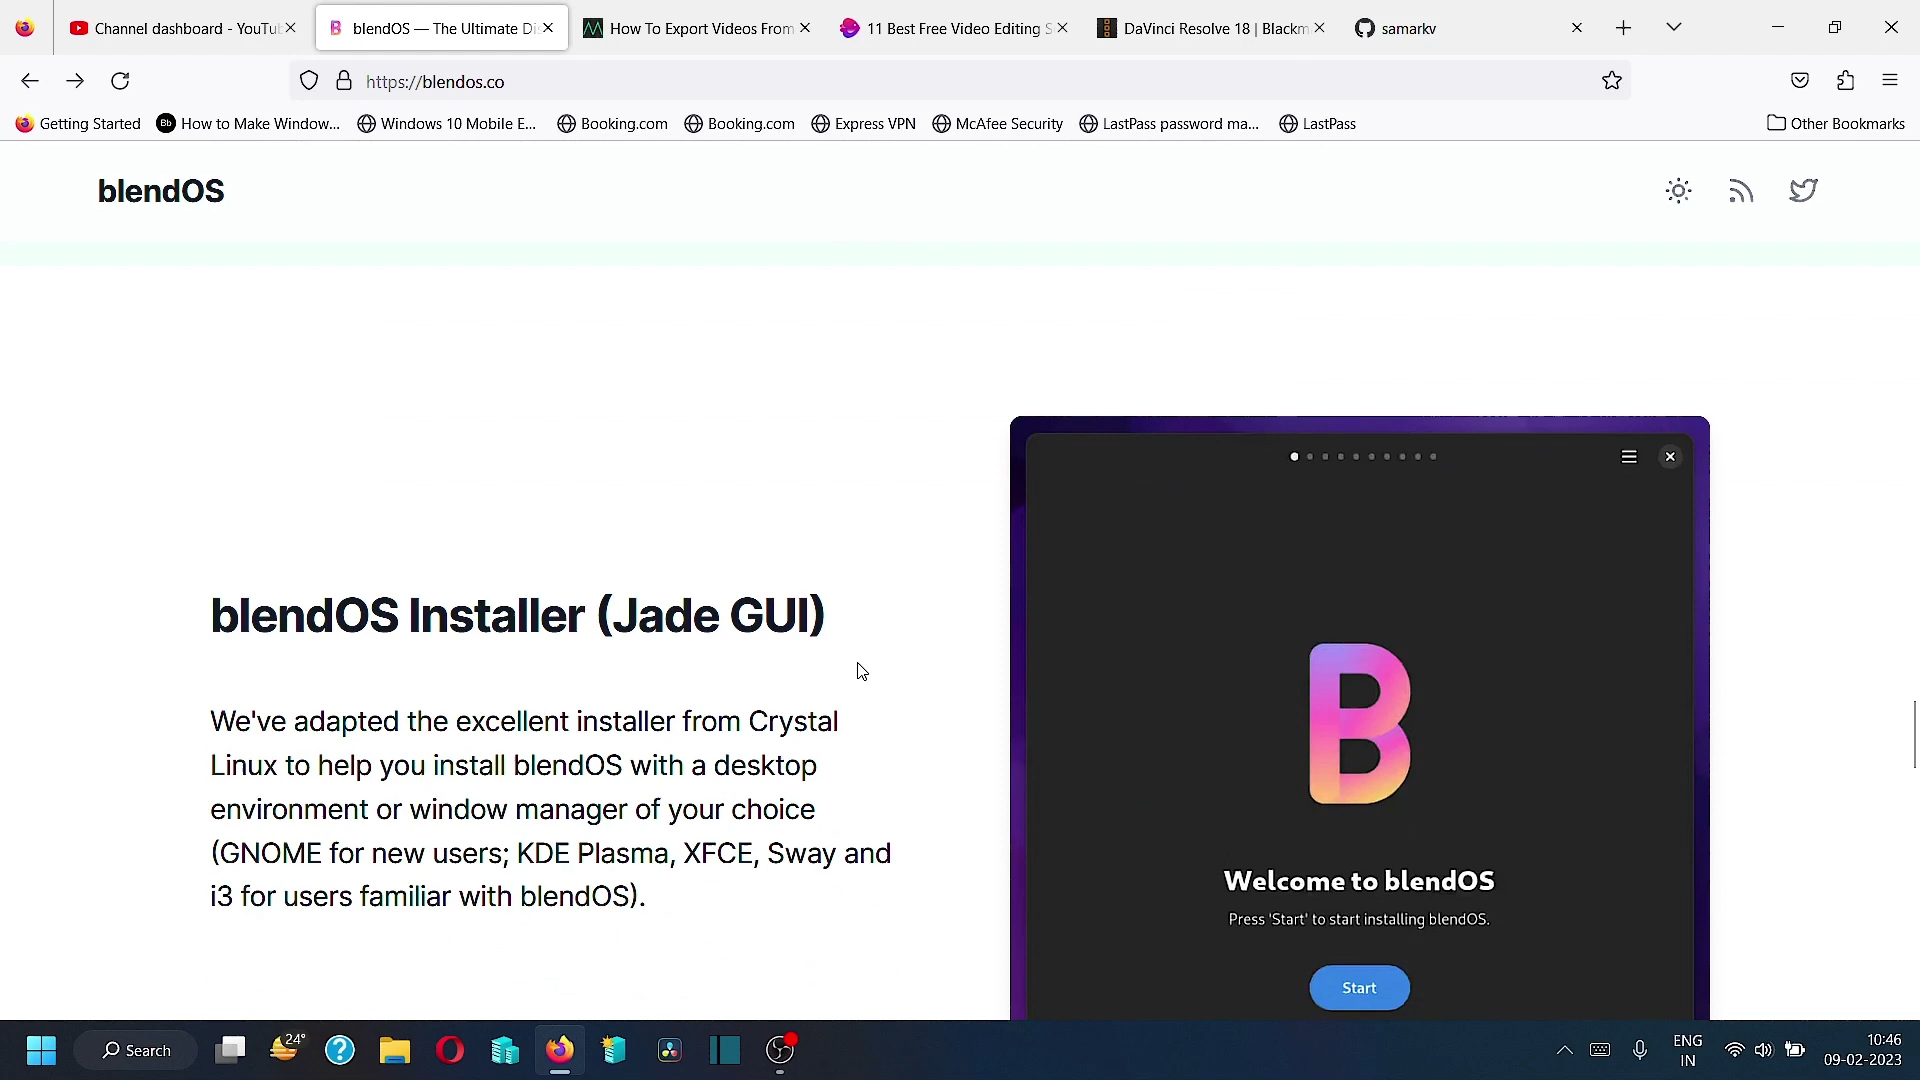 Channel dashboard - YouTu
blendOS — The Ultimate Di
How To Export Videos From
11 Best Free Video Editing S
DaVinci Resolve 18 | Blackm
samarkv
https://blendos.co
Getting Started
Bb
How to Make Window...
Windows 10 Mobile E...
Booking.com
Booking.com
Express VPN
McAfee Security
LastPass password ma...
LastPass
Other Bookmarks
blendOS
blendOS Installer (Jade GUI)
We've adapted the excellent installer from Crystal
Linux to help you install blendOS with a desktop
environment or window manager of your choice
(GNOME for new users; KDE Plasma, XFCE, Sway and
i3 for users familiar with blendOS).
B
Welcome to blendOS
Press 'Start' to start installing blendOS.
Start
Search
24°
ENG
IN
10:46
09-02-2023